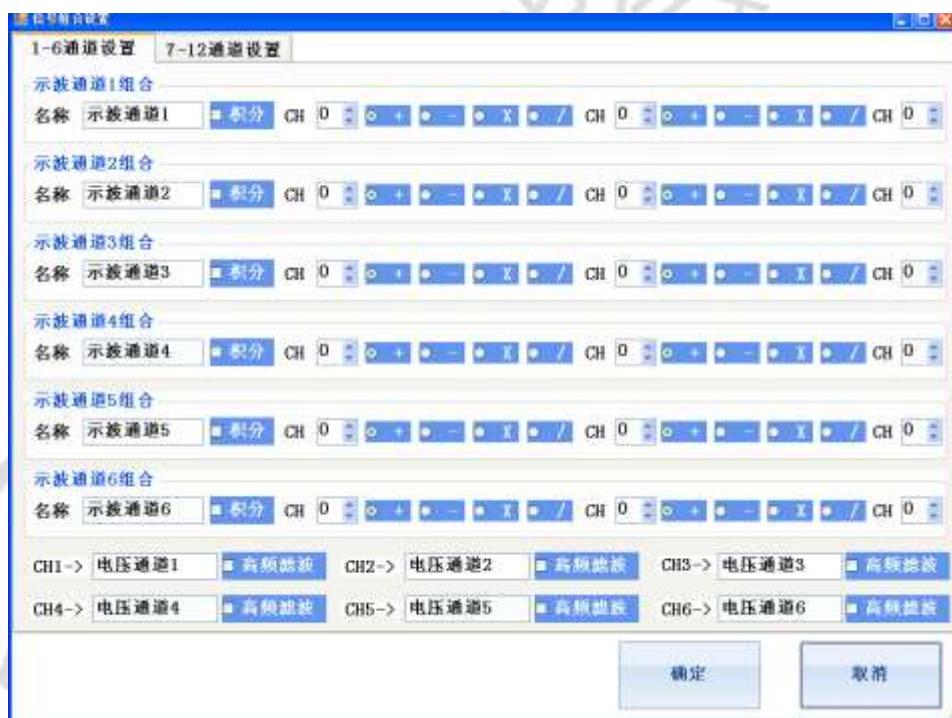 信号组合设置
1-6通道设置 7-12通道设置
示波通道1组合
名称 示波通道1 积分 CH 0 + - X / CH 0 + - X / CH 0
示波通道2组合
名称 示波通道2 积分 CH 0 + - X / CH 0 + - X / CH 0
示波通道3组合
名称 示波通道3 积分 CH 0 + - X / CH 0 + - X / CH 0
示波通道4组合
名称 示波通道4 积分 CH 0 + - X / CH 0 + - X / CH 0
示波通道5组合
名称 示波通道5 积分 CH 0 + - X / CH 0 + - X / CH 0
示波通道6组合
名称 示波通道6 积分 CH 0 + - X / CH 0 + - X / CH 0
CH1-> 电压通道1 高频滤波 CH2-> 电压通道2 高频滤波 CH3-> 电压通道3 高频滤波
CH4-> 电压通道4 高频滤波 CH5-> 电压通道5 高频滤波 CH6-> 电压通道6 高频滤波
确定 取消